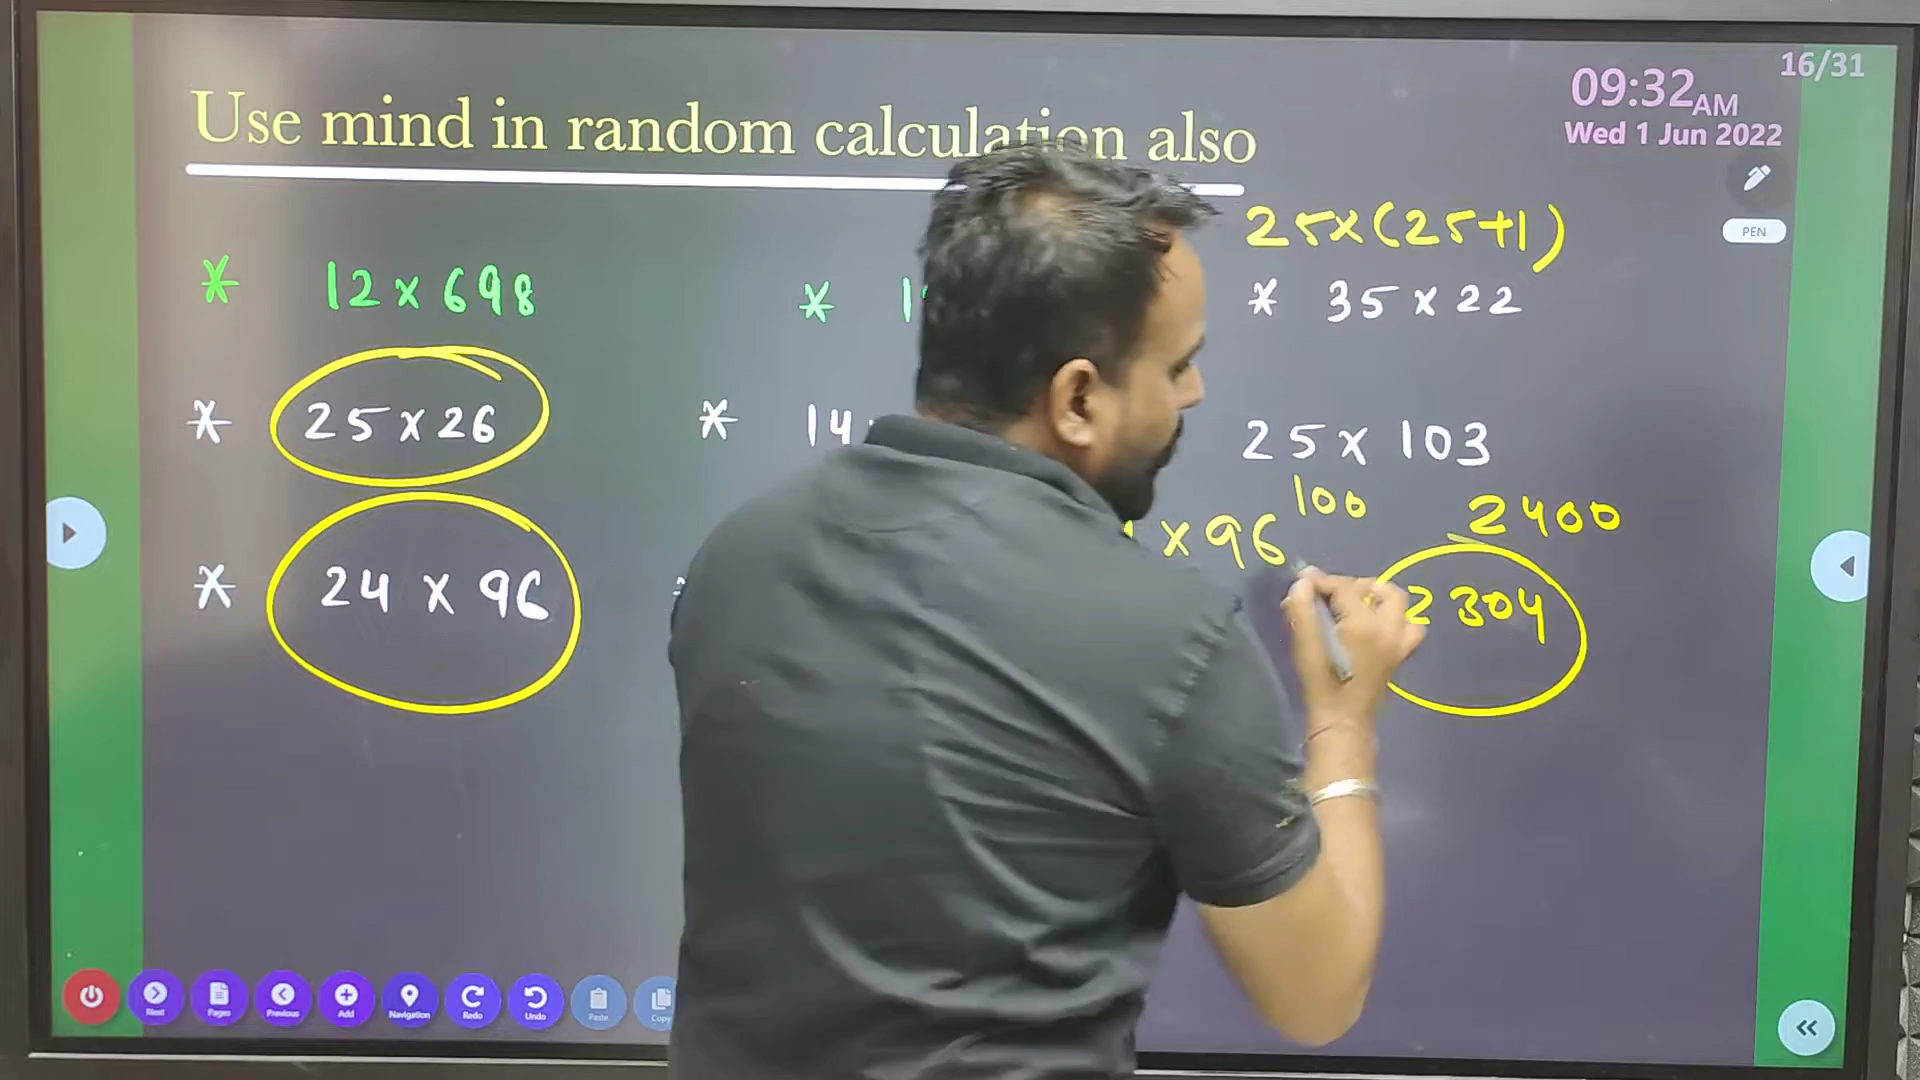 16/31
09:32AM
Wed 1 Jun 2022
Use mind in random calculation also
PEN
25×(25+1)
* 12×698
*
* 35×22
* 25×26
* 14
25×103
100
2400
×96
* 24×96
2304
Next
Pages
Previous
Add
Navigation
Redo
Undo
Paste
Copy